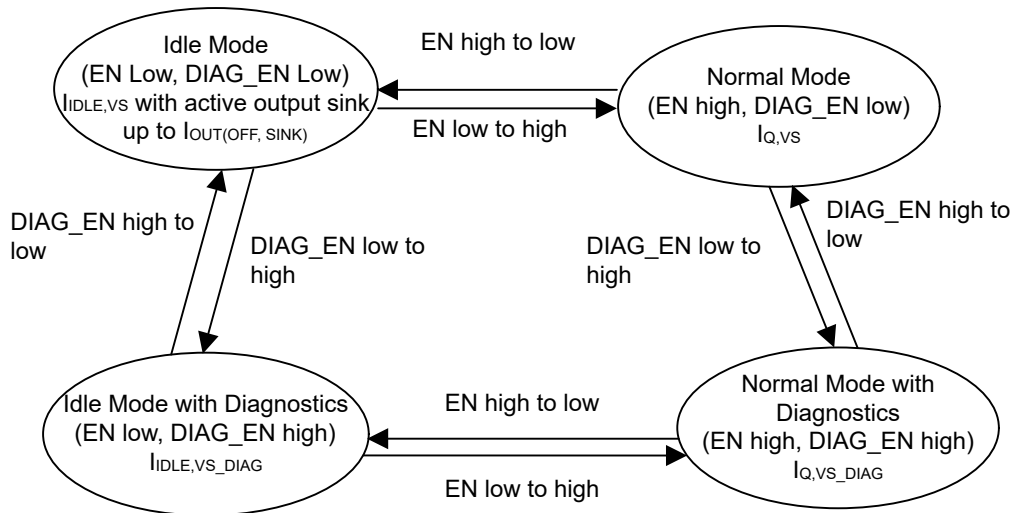 Idle Mode
(EN Low, DIAG_EN Low)
IIDLE,VS with active output sink
up to IOUT(OFF, SINK)
EN high to low
EN low to high
Normal Mode
(EN high, DIAG_EN low)
IQ,VS
DIAG_EN high to
low
DIAG_EN low to
high
DIAG_EN low to
high
DIAG_EN high to
low
Idle Mode with Diagnostics
(EN low, DIAG_EN high)
IIDLE,VS_DIAG
EN high to low
EN low to high
Normal Mode with
Diagnostics
(EN high, DIAG_EN high)
IQ,VS_DIAG